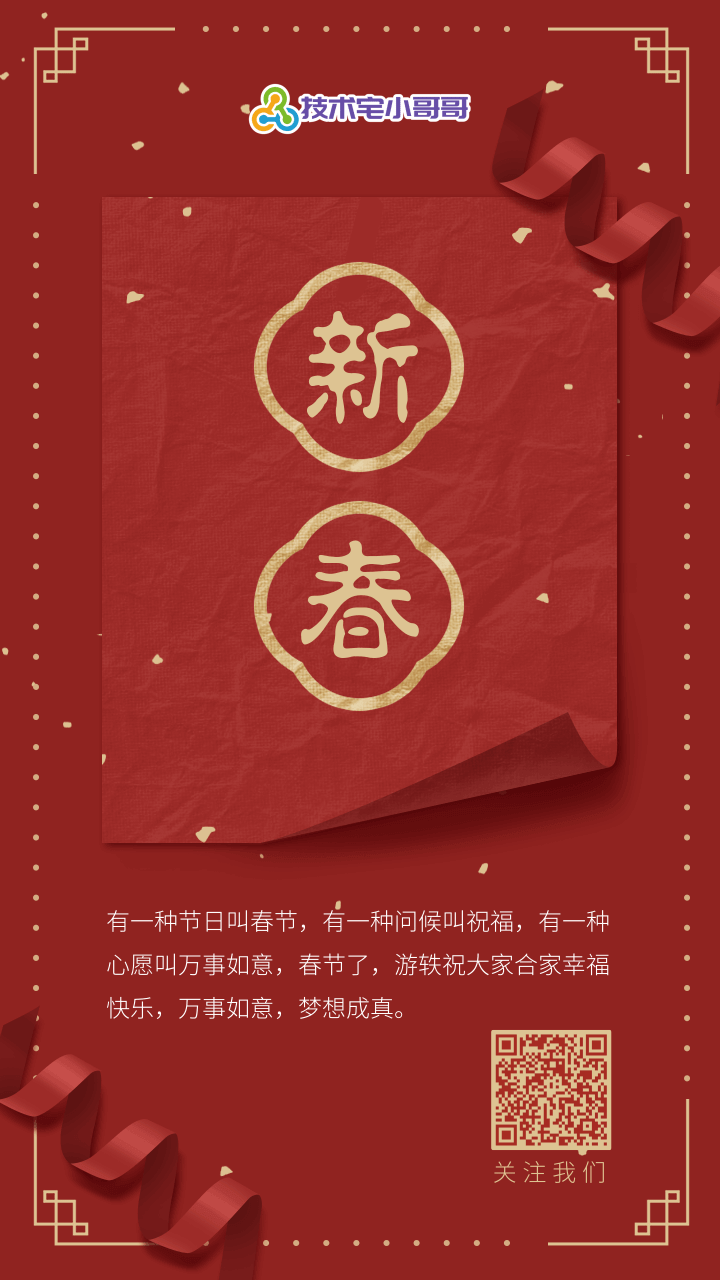 技术宅小哥哥
新
春
有一种节日叫春节，有一种问候叫祝福，有一种
心愿叫万事如意，春节了，游轶祝大家合家幸福
快乐，万事如意，梦想成真。
关注我们